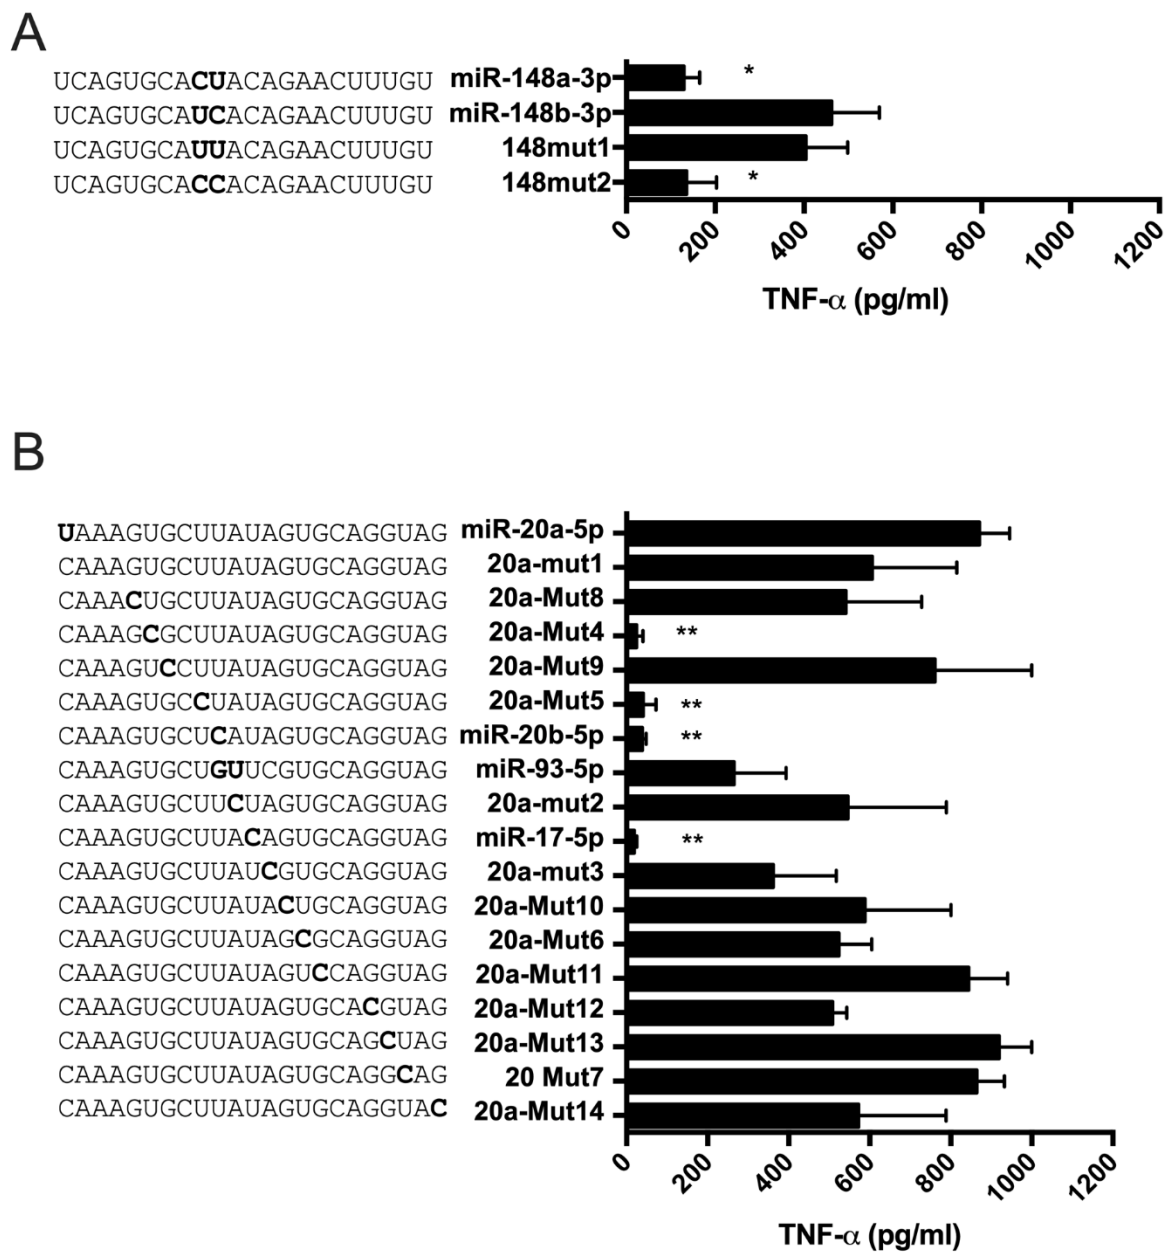 A
UCAGUGCACUACAGAACUUUGU miR-148a-3p *
UCAGUGCAUCACAGAACUUUGU miR-148b-3p
UCAGUGCAUUACAGAACUUUGU 148mut1
UCAGUGCACCACAGAACUUUGU 148mut2 *
0 200 400 600 800 1000 1200
TNF-α (pg/ml)
B
UAAAGUGCUUAUAGUGCAGGUAG miR-20a-5p
CAAAGUGCUUAUAGUGCAGGUAG 20a-mut1
CAAACUGCUUAUAGUGCAGGUAG 20a-Mut8
CAAAGCGCUUAUAGUGCAGGUAG 20a-Mut4 **
CAAAGUCCUUAUAGUGCAGGUAG 20a-Mut9
CAAAGUGCCUAUAGUGCAGGUAG 20a-Mut5 **
CAAAGUGCUCAUAGUGCAGGUAG miR-20b-5p **
CAAAGUGCUGUUCGUGCAGGUAG miR-93-5p
CAAAGUGCUUCUAGUGCAGGUAG 20a-mut2
CAAAGUGCUUACAGUGCAGGUAG miR-17-5p **
CAAAGUGCUUAUCGUGCAGGUAG 20a-mut3
CAAAGUGCUUAUACUGCAGGUAG 20a-Mut10
CAAAGUGCUUAUAGCGCAGGUAG 20a-Mut6
CAAAGUGCUUAUAGUCCAGGUAG 20a-Mut11
CAAAGUGCUUAUAGUGCACGUAG 20a-Mut12
CAAAGUGCUUAUAGUGCAGCUAG 20a-Mut13
CAAAGUGCUUAUAGUGCAGGCAG 20 Mut7
CAAAGUGCUUAUAGUGCAGGUAC 20a-Mut14
0 200 400 600 800 1000 1200
TNF-α (pg/ml)